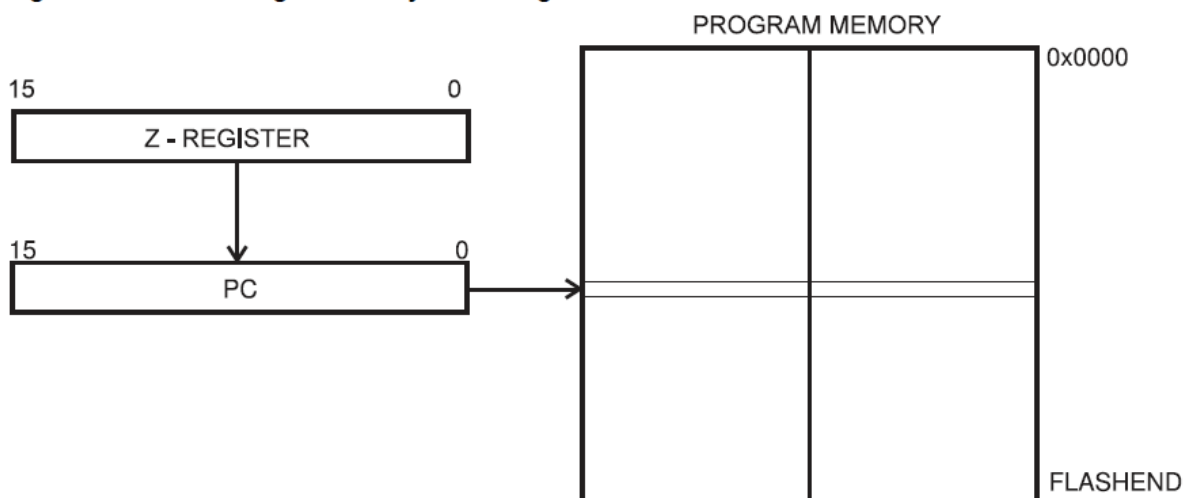 PROGRAM MEMORY
0x0000
15 0
Z - REGISTER
15 0
PC
FLASHEND